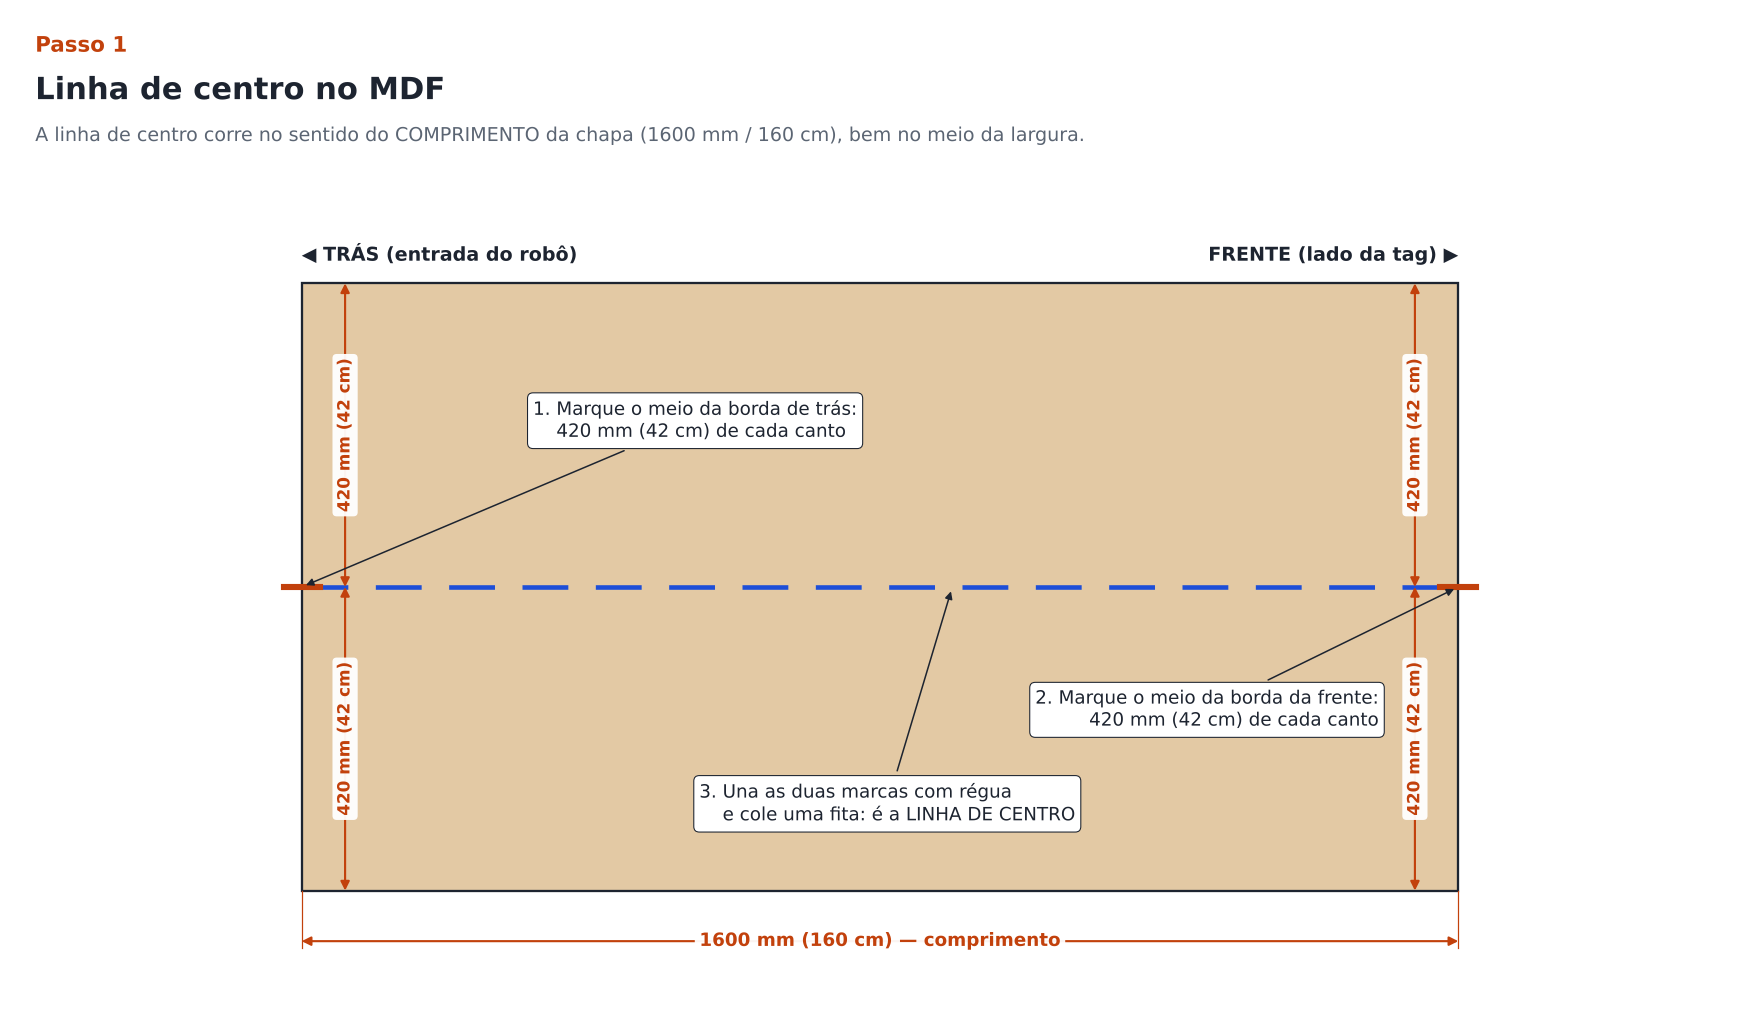 Passo 1
Linha de centro no MDF
A linha de centro corre no sentido do COMPRIMENTO da chapa (1600 mm / 160 cm), bem no meio da largura.
◀ TRÁS (entrada do robô)
FRENTE (lado da tag) ▶
420 mm (42 cm)
420 mm (42 cm)
1. Marque o meio da borda de trás:
420 mm (42 cm) de cada canto
420 mm (42 cm)
420 mm (42 cm)
2. Marque o meio da borda da frente:
420 mm (42 cm) de cada canto
3. Una as duas marcas com régua
e cole uma fita: é a LINHA DE CENTRO
1600 mm (160 cm) — comprimento